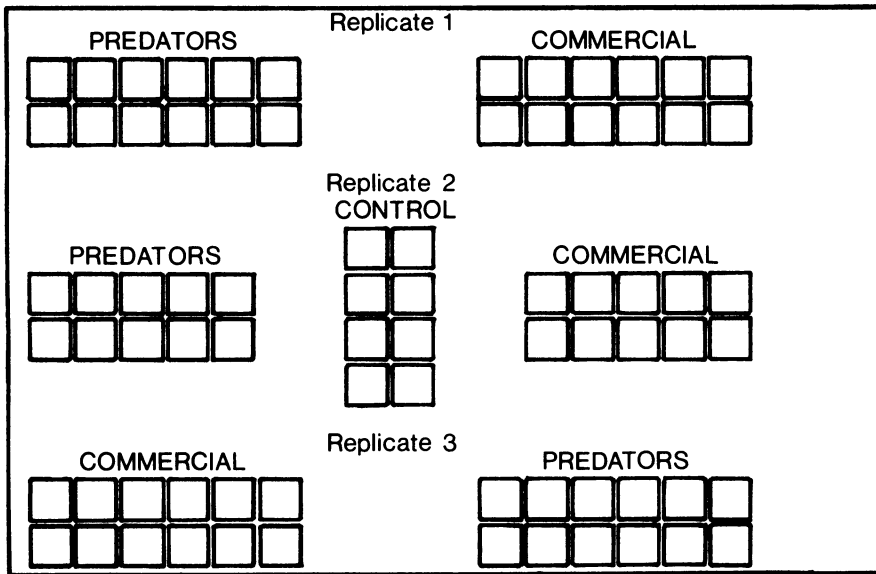 Replicate 1
PREDATORS
COMMERCIAL
Replicate 2
CONTROL
PREDATORS
COMMERCIAL
Replicate 3
COMMERCIAL
PREDATORS